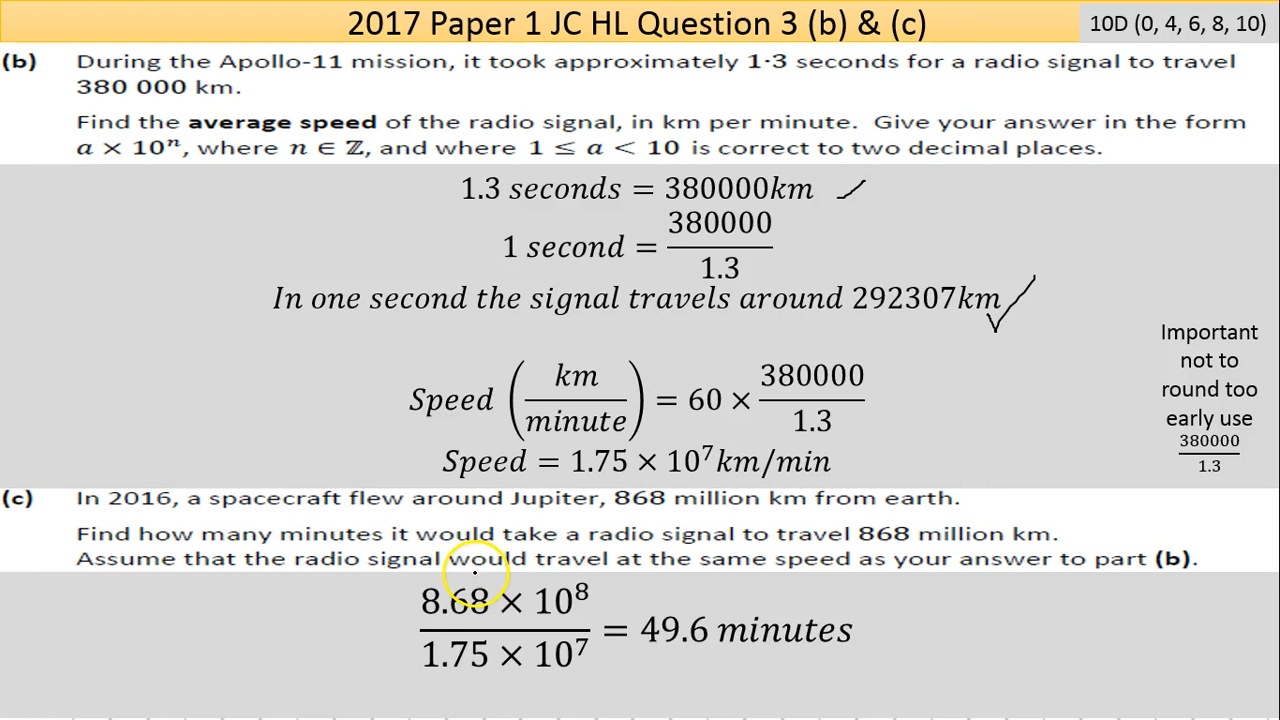 2017 Paper 1 JC HL Question 3 (b) & (c)
10D (0, 4, 6, 8, 10)
(b) During the Apollo-11 mission, it took approximately 1·3 seconds for a radio signal to travel
380 000 km.
Find the average speed of the radio signal, in km per minute. Give your answer in the form
a × 10ⁿ, where n ∈ ℤ, and where 1 ≤ a < 10 is correct to two decimal places.
1.3 seconds = 380000km
1 second = 380000/1.3
In one second the signal travels around 292307km
Speed (km/minute) = 60 × 380000/1.3
Speed = 1.75 × 10⁷km/min
Important
not to
round too
early use
380000/1.3
(c) In 2016, a spacecraft flew around Jupiter, 868 million km from earth.
Find how many minutes it would take a radio signal to travel 868 million km.
Assume that the radio signal would travel at the same speed as your answer to part (b).
8.68 × 10⁸/1.75 × 10⁷ = 49.6 minutes